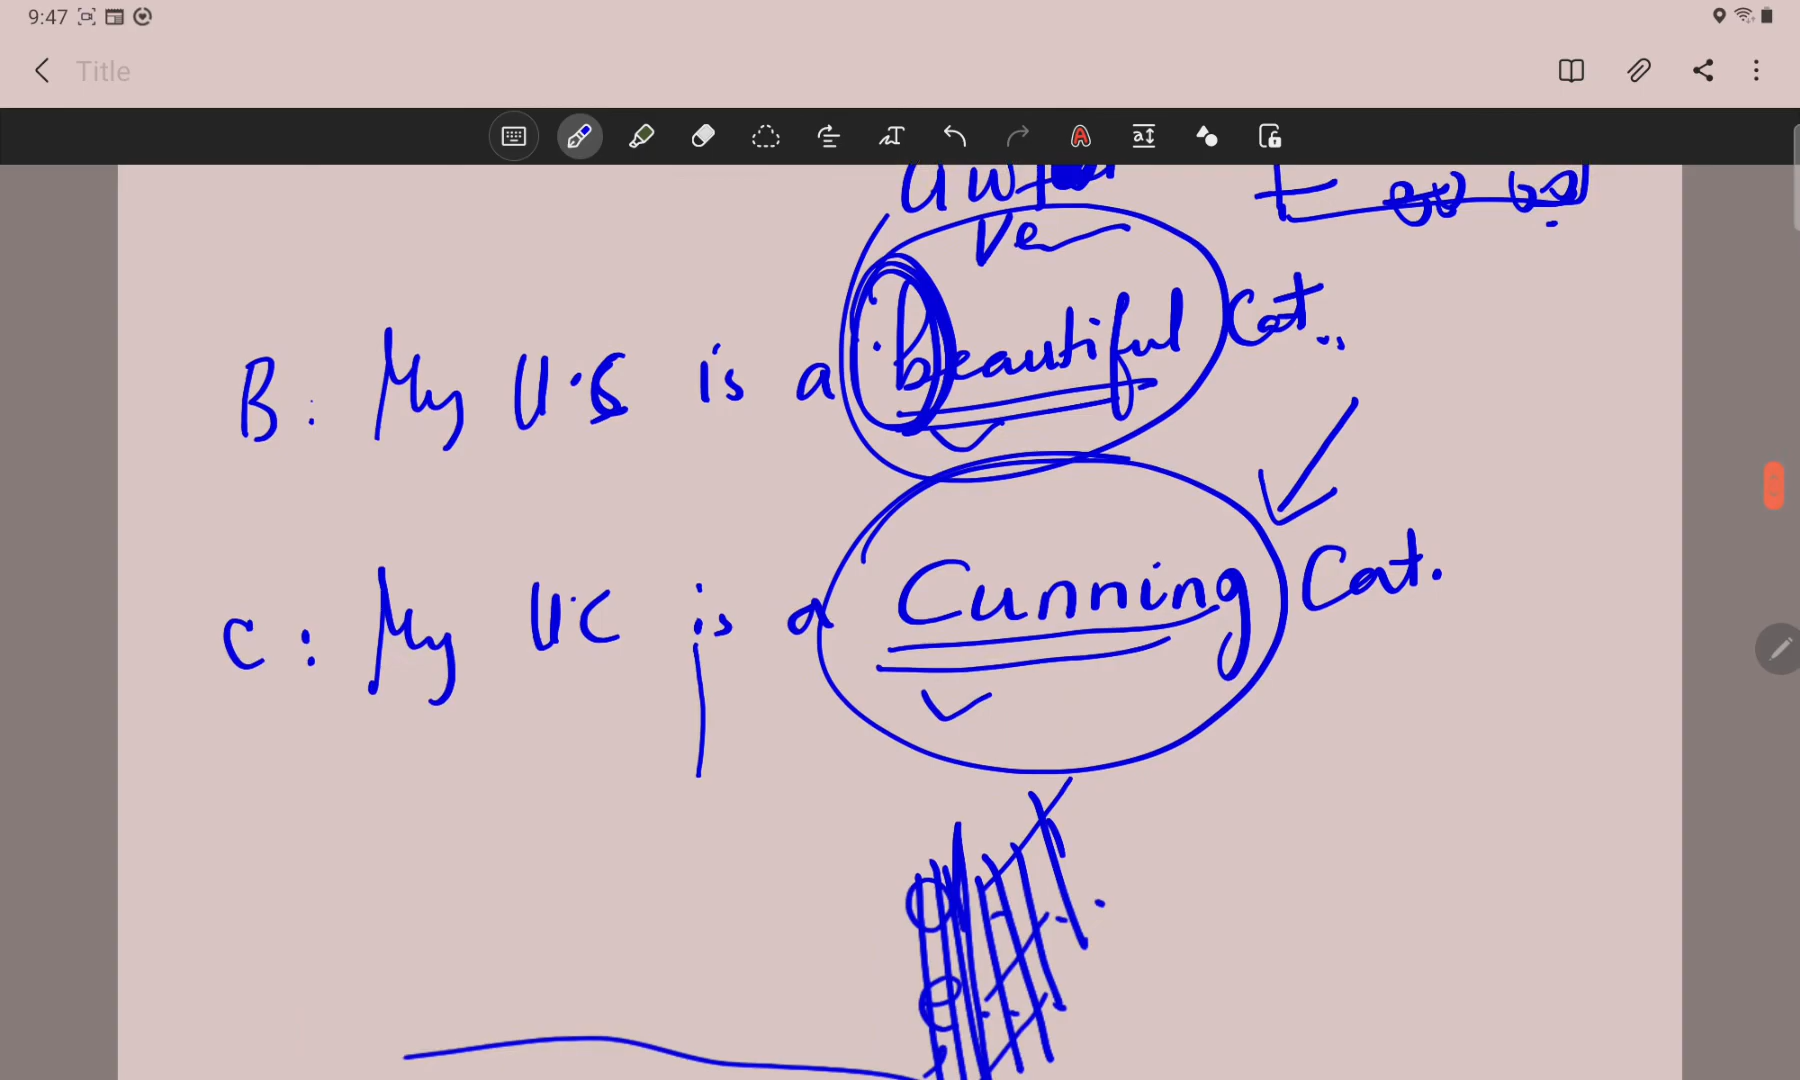 9:47
Title
Ve
B: My U.S is a beautiful Cat..
C: My U.C is a Cunning Cat.